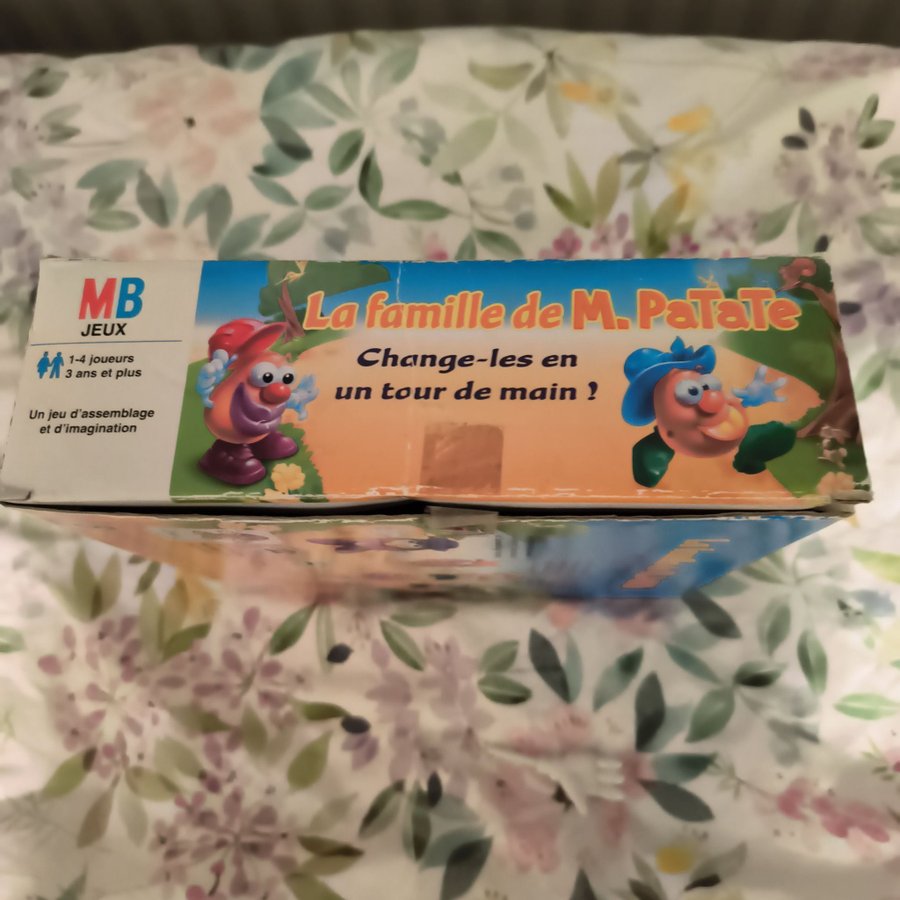 MB
JEUX
1-4 joueurs
3 ans et plus
Un jeu d'assemblage
et d'imagination
La famille de M. PaTaTe
Change-les en
un tour de main !